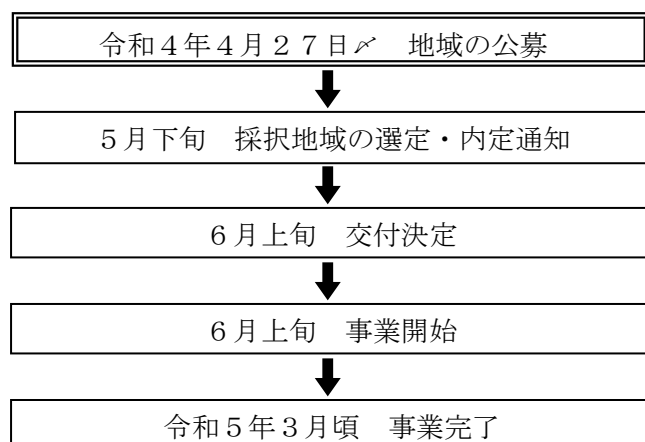 令和４年４月２７日〆　地域の公募
５月下旬　採択地域の選定・内定通知
６月上旬　交付決定
６月上旬　事業開始
令和５年３月頃　事業完了